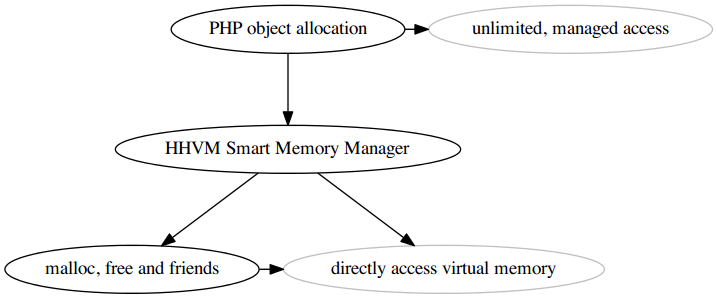 PHP object allocation
unlimited, managed access
HHVM Smart Memory Manager
malloc, free and friends
directly access virtual memory